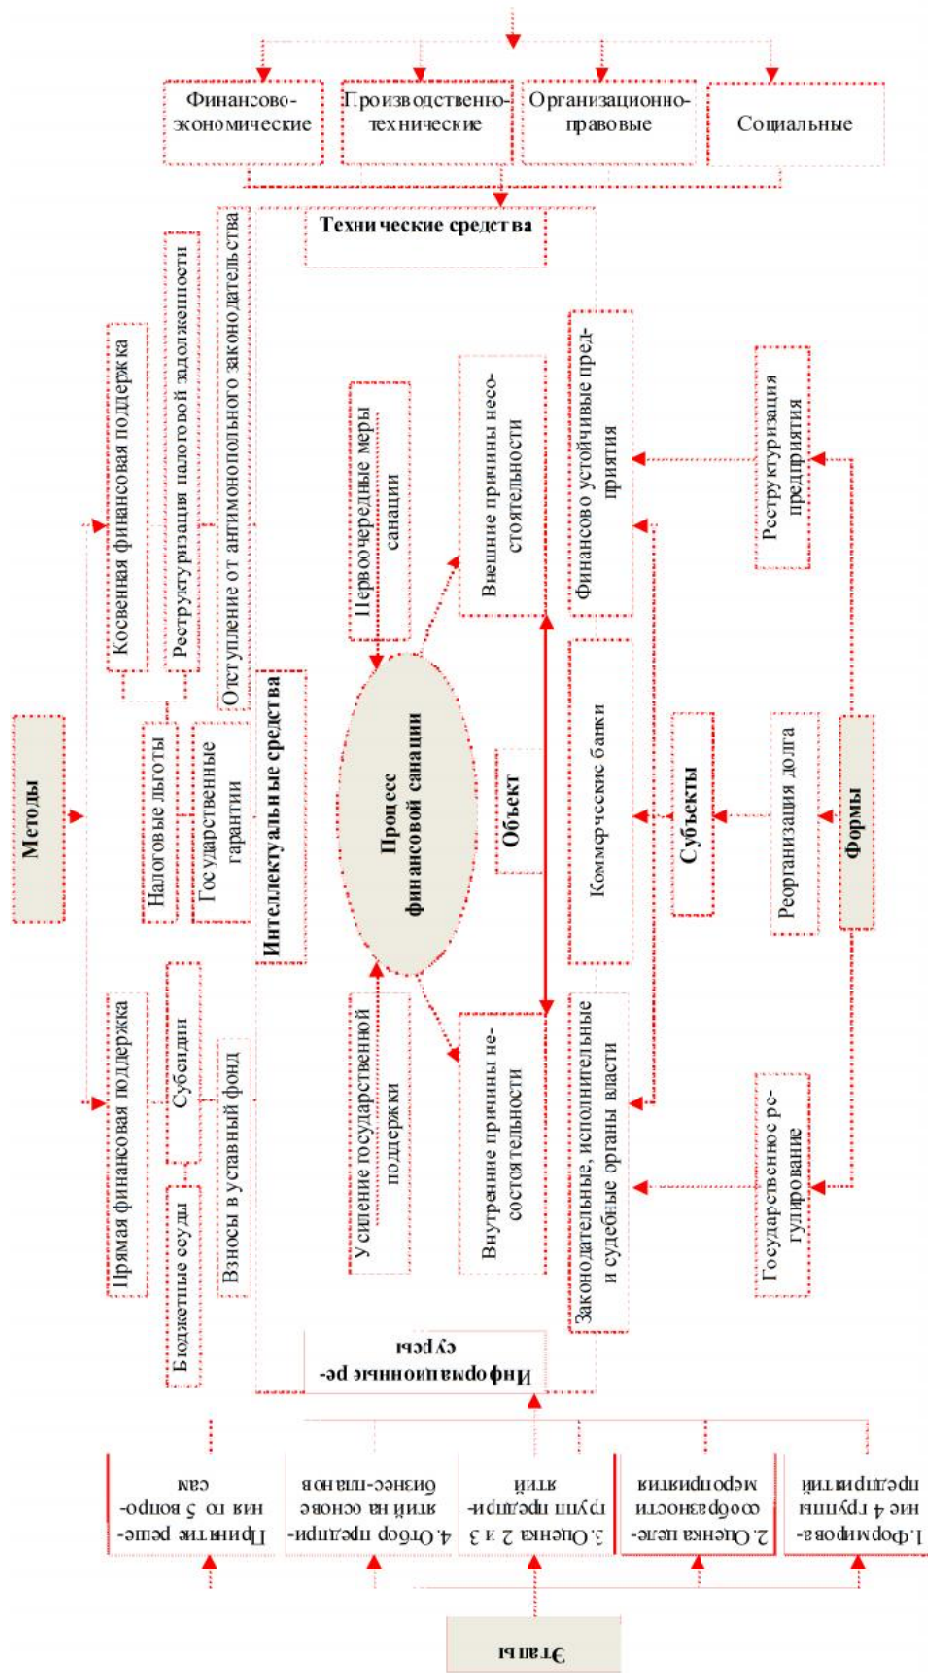 Финансово-
экономические
Производственно-
технические
Организационно-
правовые
Социальные
Технические средства
Методы
Прямая финансовая поддержка
Косвенная финансовая поддержка
Бюджетные ссуды
Субсидии
Взносы в уставный фонд
Налоговые льготы
Государственные
гарантии
Реструктуризация налоговой задолженности
Отступление от антимонопольного законодательства
Интеллектуальные средства
Усиление государственной
поддержки
Процесс
финансовой санации
Первоочередные меры
санации
Внутренние причины не-
состоятельности
Объект
Внешние причины несо-
стоятельности
Законодательные, исполнительные
и судебные органы власти
Коммерческие банки
Финансово устойчивые пред-
приятия
Субъекты
Государственное ре-
гулирование
Реорганизация долга
Реструктуризация
предприятия
Формы
Информационные ре-
сурсы
Этапы
1.Формирова-
ние 4 группы
предприятий
2. Оценка целе-
сообразности
мероприятия
3. Оценка 2 и 3
групп предпри-
ятий
4. Отбор предпри-
ятий на основе
бизнес-планов
Принятие реше-
ния по 5 вопро-
сам